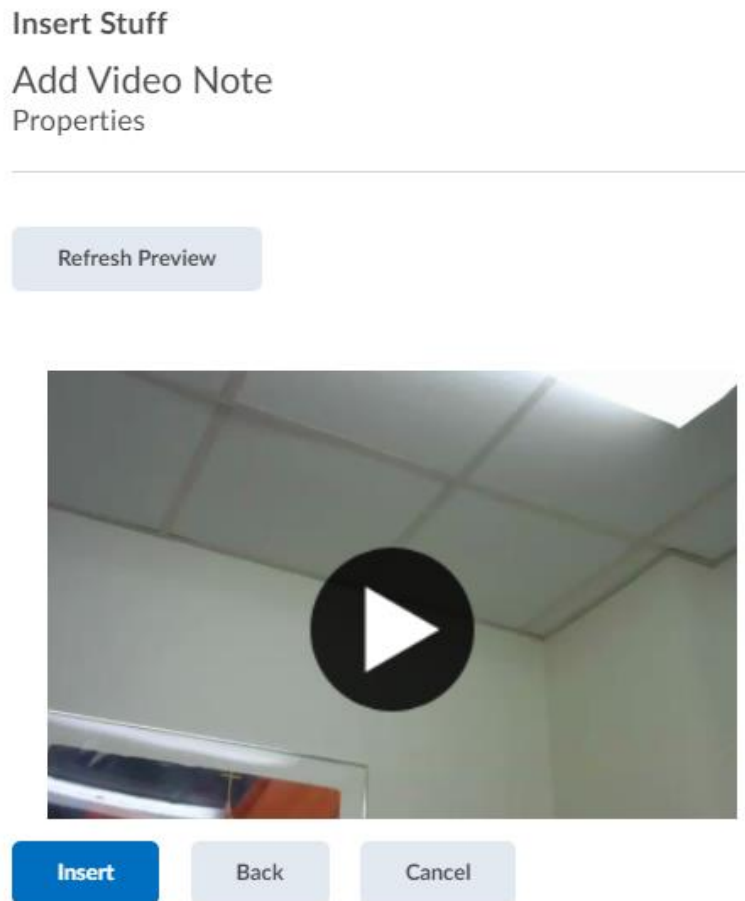 Insert Stuff
Add Video Note
Properties
Refresh Preview
Insert Back Cancel